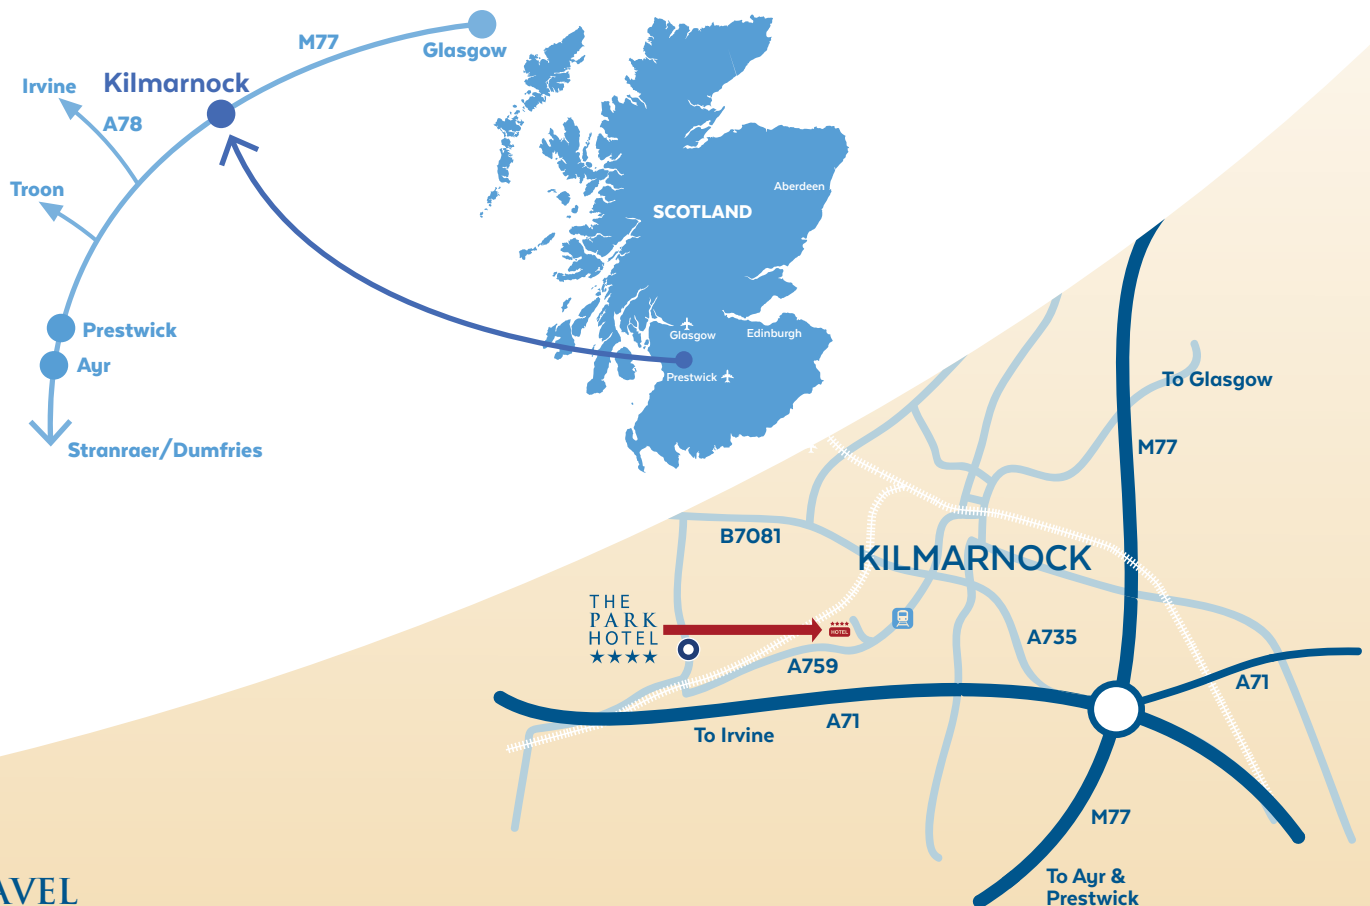 M77
Glasgow
Irvine
Kilmarnock
A78
Troon
Prestwick
Ayr
Stranraer/Dumfries
Aberdeen
SCOTLAND
Glasgow
Edinburgh
Prestwick
To Glasgow
M77
B7081
KILMARNOCK
THE
PARK
HOTEL
HOTEL
A735
A759
A71
A71
To Irvine
M77
To Ayr &
Prestwick
AVEL